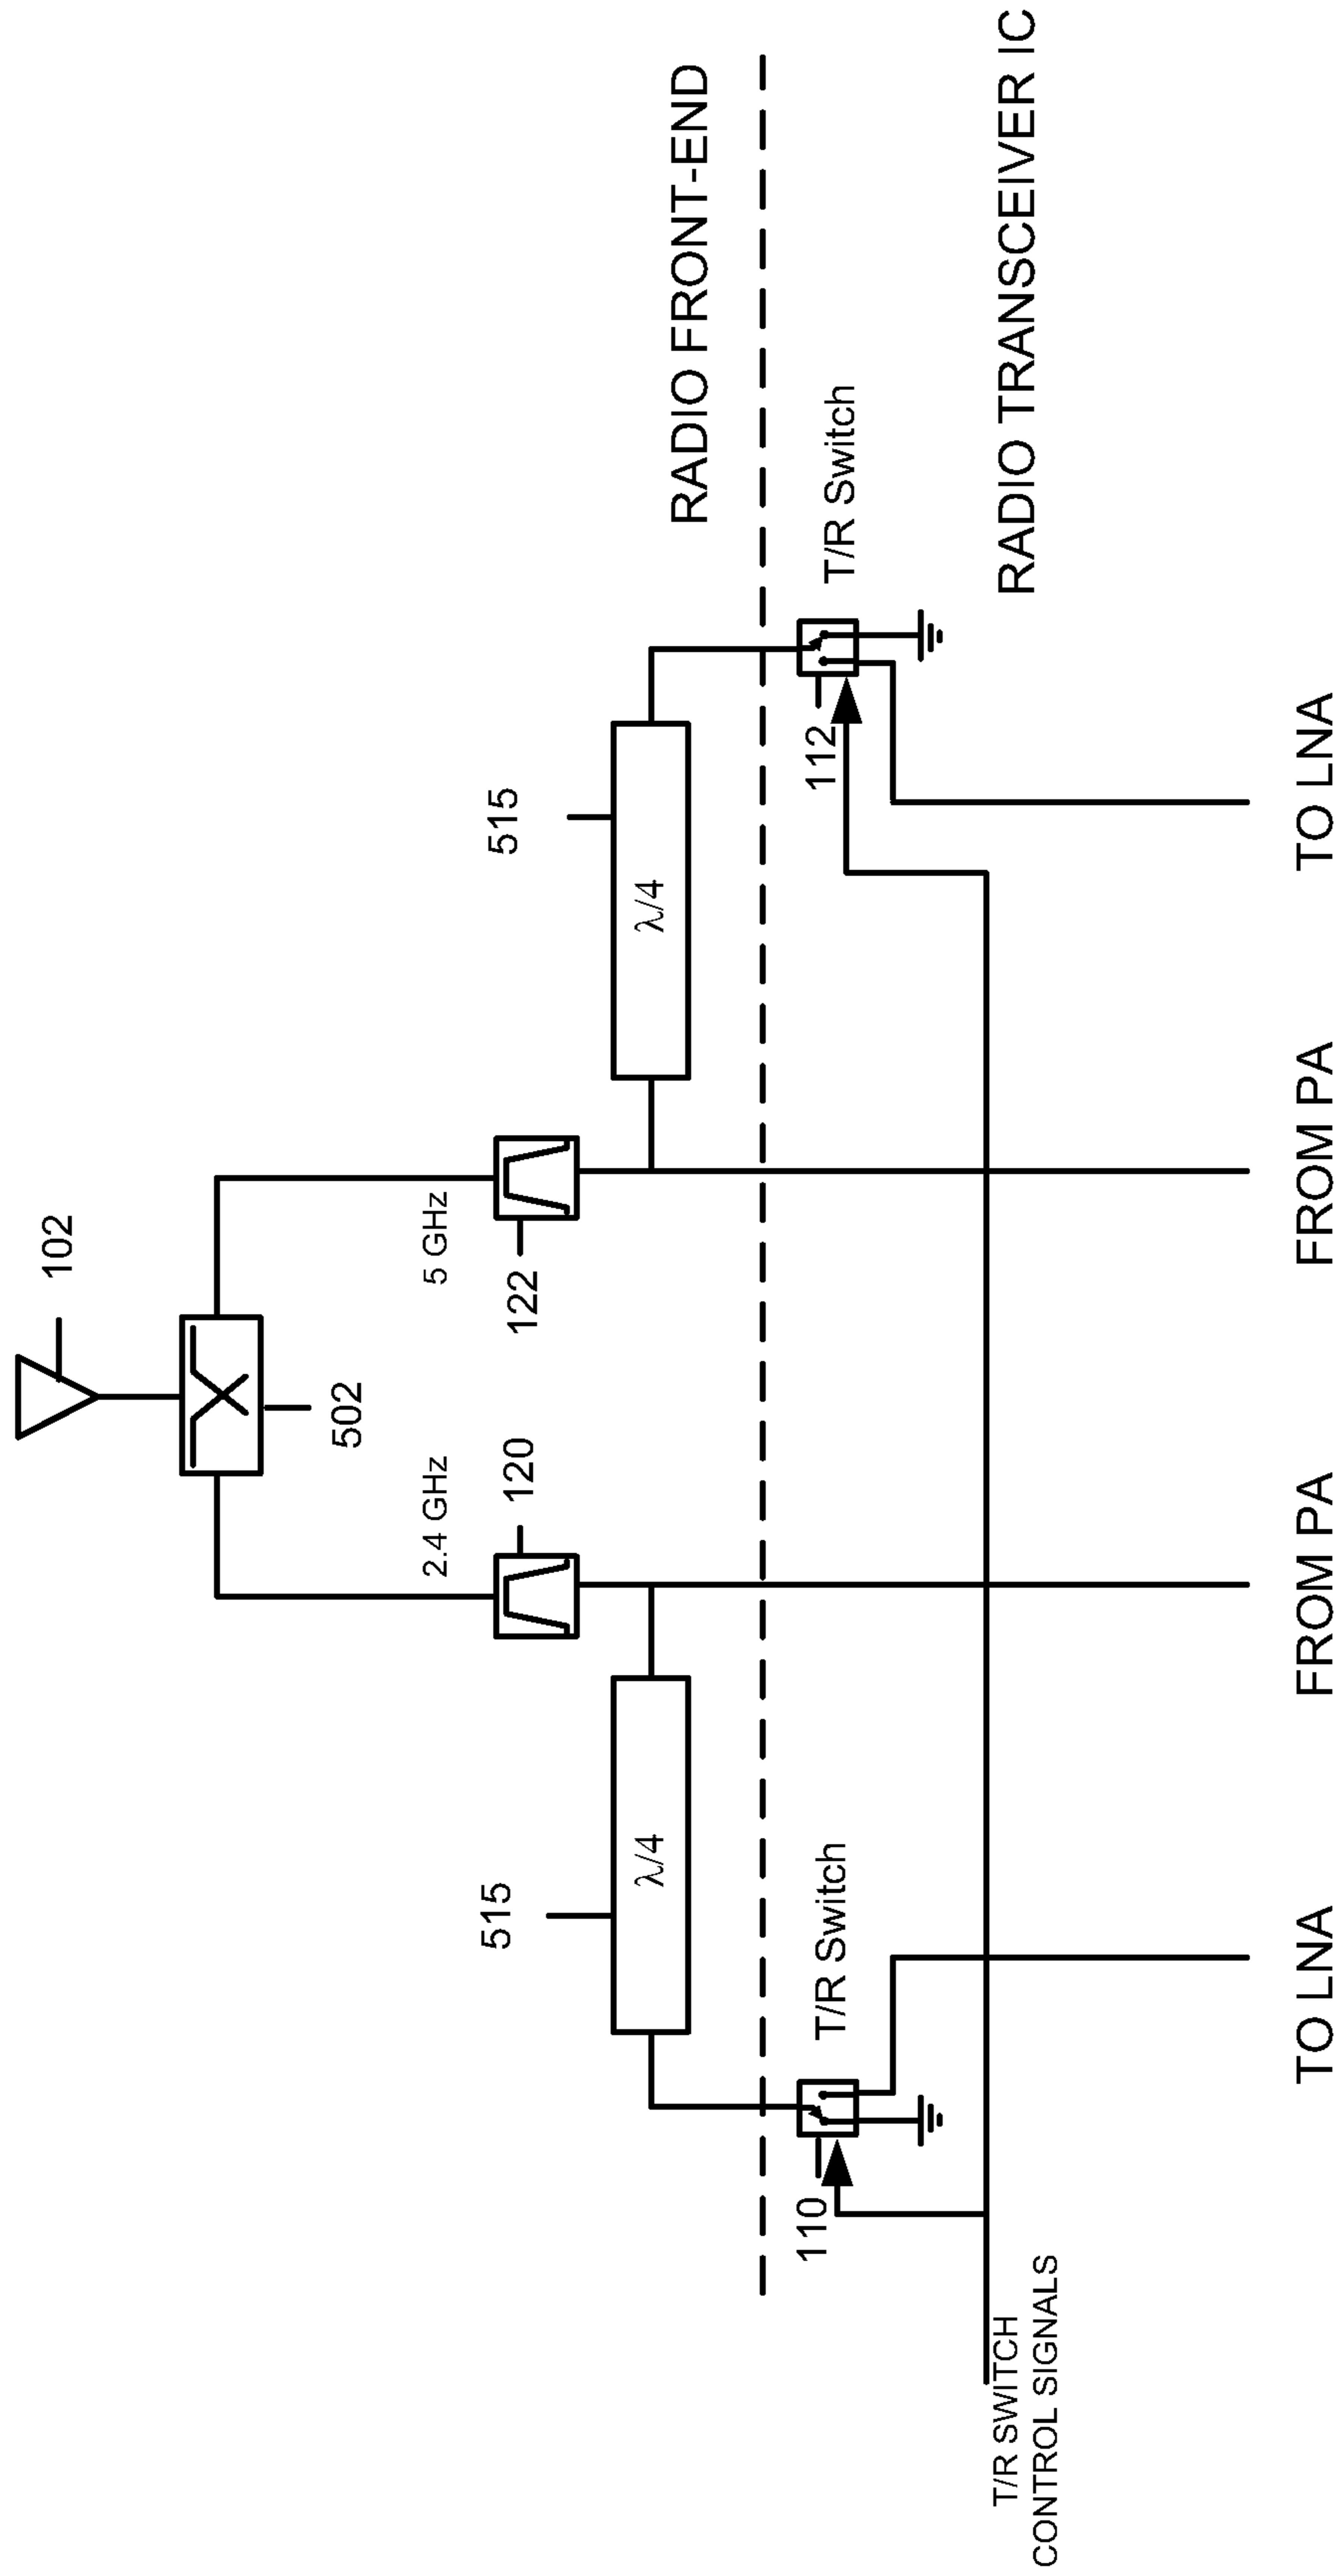 102
502
2.4 GHz
5 GHz
120
122
515
515
λ/4
λ/4
RADIO FRONT-END
T/R Switch
T/R Switch
110
112
RADIO TRANSCEIVER IC
T/R SWITCH
CONTROL SIGNALS
TO LNA
FROM PA
FROM PA
TO LNA